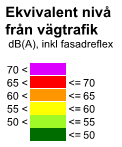 Ekvivalent nivå
från vägtrafik
dB(A), inkl fasadreflex
70 <
65 < <= 70
60 < <= 65
55 < <= 60
50 < <= 55
<= 50